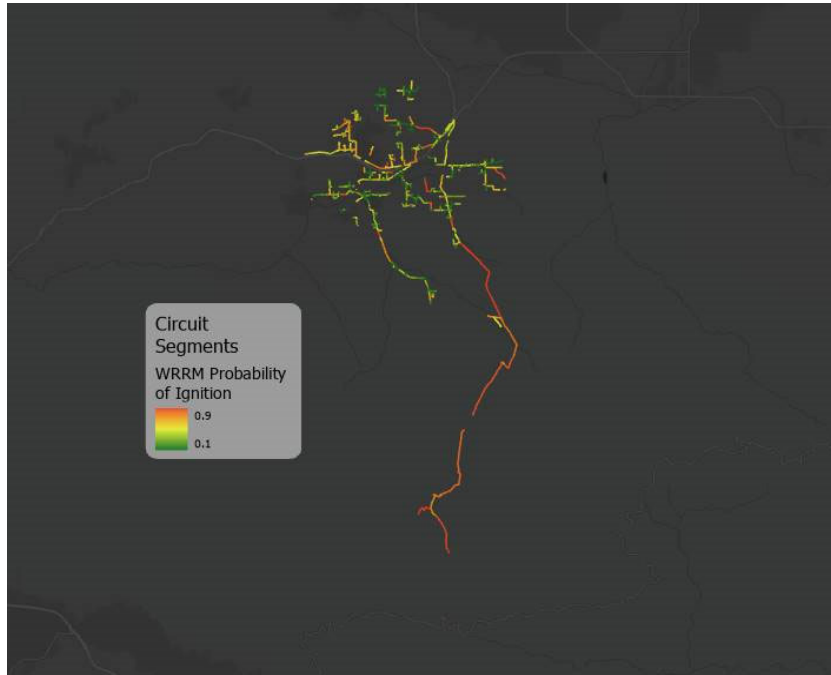 Circuit
Segments
WRRM Probability
of Ignition
0.9
0.1